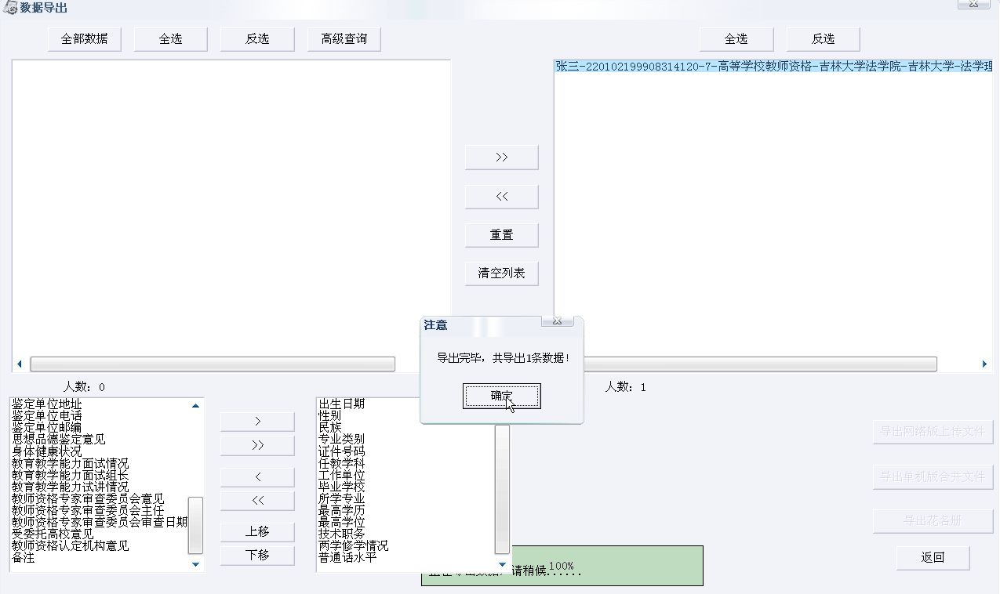 数据导出
全部数据
全选
反选
高级查询
全选
反选
张三-220102199908314120-7-高等学校教师资格-吉林大学法学院-吉林大学-法学理
>>
<<
重置
清空列表
注意
导出完毕，共导出1条数据!
确定
人数: 0
人数: 1
鉴定单位地址
鉴定单位电话
鉴定单位邮编
思想品德鉴定意见
身体健康状况
教育教学能力面试情况
教育教学能力面试组长
教育教学能力试讲情况
教师资格专家审查委员会意见
教师资格专家审查委员会主任
教师资格专家审查委员会审查日期
受委托高校意见
教师资格认定机构意见
备注
>
>>
<
<<
上移
下移
出生日期
性别
民族
专业类别
证件号码
任教学科
工作单位
毕业学校
所学专业
最高学历
最高学位
技术职务
两学修学情况
普通话水平
导出网络版上传文件
导出单机版合并文件
导出花名册
返回
100%
正在导出数据，请稍候......